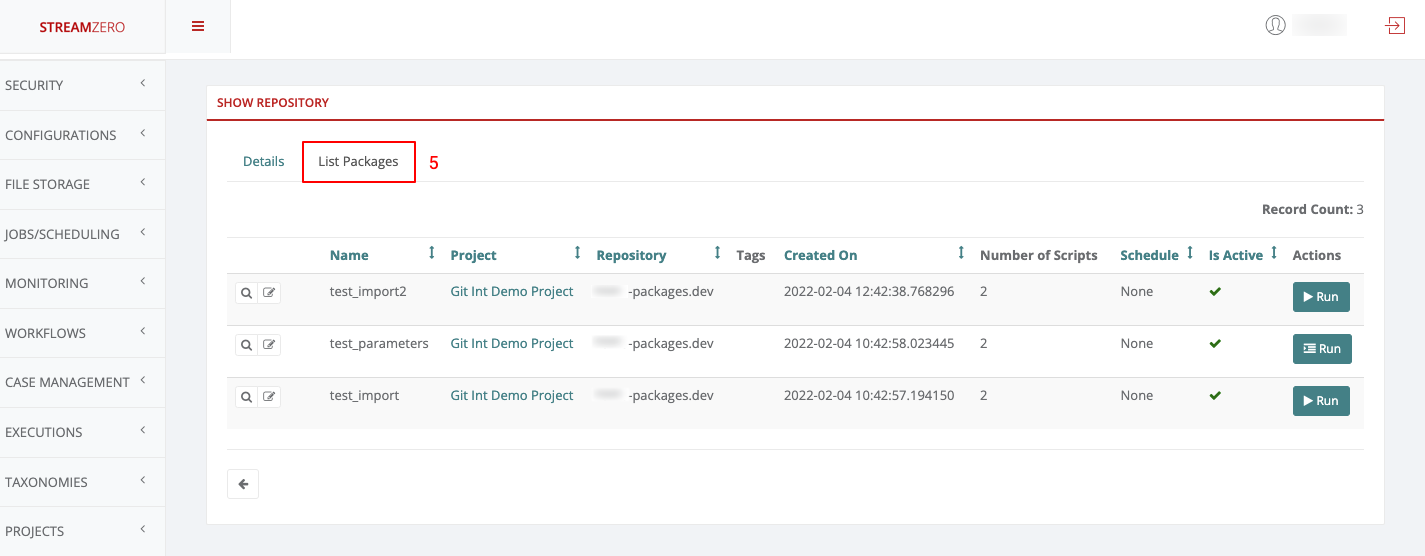 STREAMZERO
SECURITY
CONFIGURATIONS
FILE STORAGE
JOBS/SCHEDULING
MONITORING
WORKFLOWS
CASE MANAGEMENT
EXECUTIONS
TAXONOMIES
PROJECTS
SHOW REPOSITORY
Details List Packages 5
Record Count: 3
Name Project Repository Tags Created On Number of Scripts Schedule Is Active Actions
test_import2 Git Int Demo Project -packages.dev 2022-02-04 12:42:38.768296 2 None Run
test_parameters Git Int Demo Project -packages.dev 2022-02-04 10:42:58.023445 2 None Run
test_import Git Int Demo Project -packages.dev 2022-02-04 10:42:57.194150 2 None Run